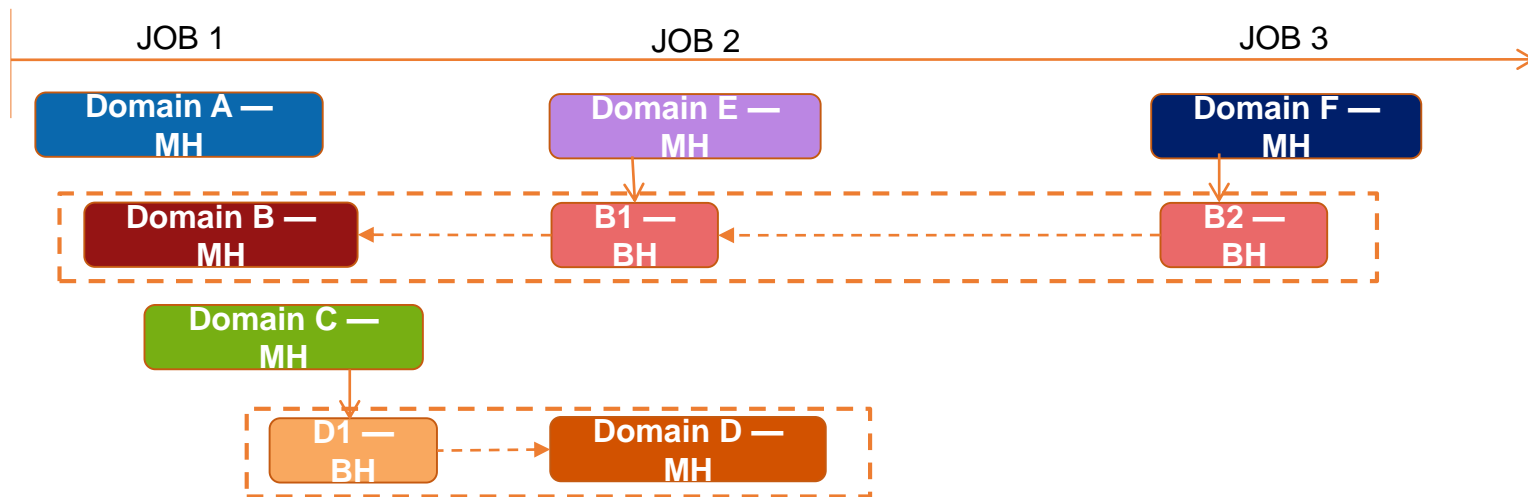 JOB 1
JOB 2
JOB 3
Domain A —
MH
Domain E —
MH
Domain F —
MH
Domain B —
MH
B1 —
BH
B2 —
BH
Domain C —
MH
D1 —
BH
Domain D —
MH